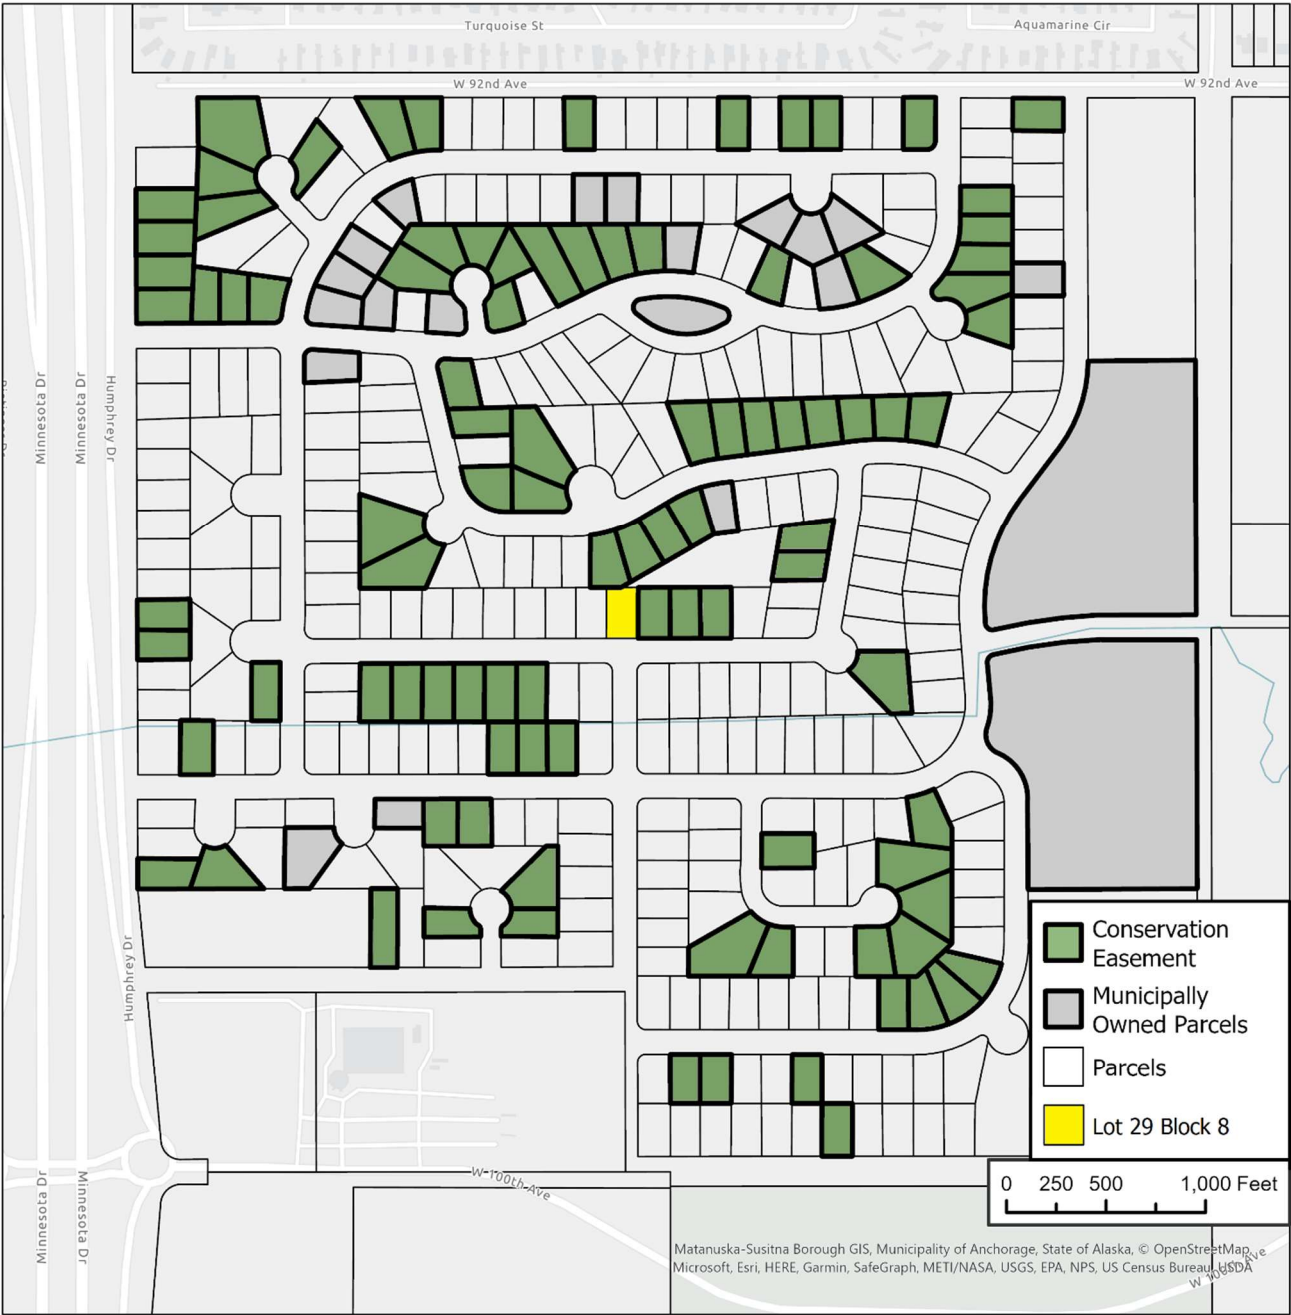 Turquoise St
Aquamarine Cir
W 92nd Ave
W 92nd Ave
Minnesota Dr
Minnesota Dr
Humphrey Dr
Humphrey Dr
Conservation
Easement
Municipally
Owned Parcels
Parcels
Lot 29 Block 8
0 250 500 1,000 Feet
Minnesota Dr
Minnesota Dr
W 100th Ave
Matanuska-Susitna Borough GIS, Municipality of Anchorage, State of Alaska, © OpenStreetMap,
Microsoft, Esri, HERE, Garmin, SafeGraph, METI/NASA, USGS, EPA, NPS, US Census Bureau, USDA